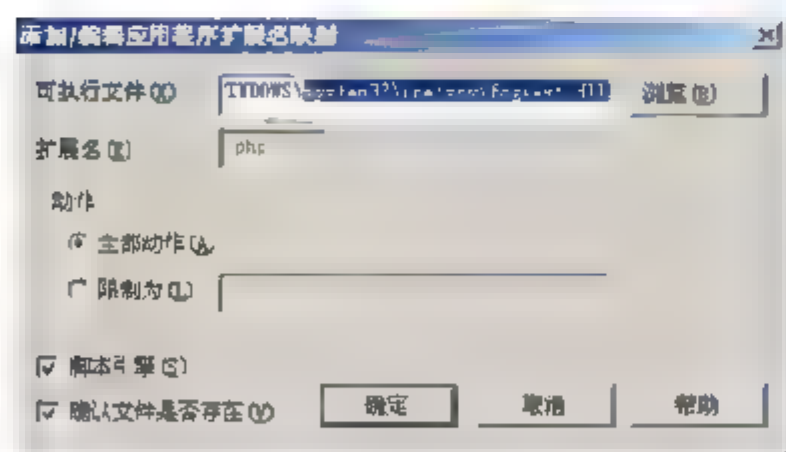 添加/编辑应用程序扩展名映射
可执行文件(X) 浏览(B)
扩展名(E) php
动作
全部动作(A)
限制为(L)
脚本引擎(S)
确认文件是否存在(V) 确定 取消 帮助